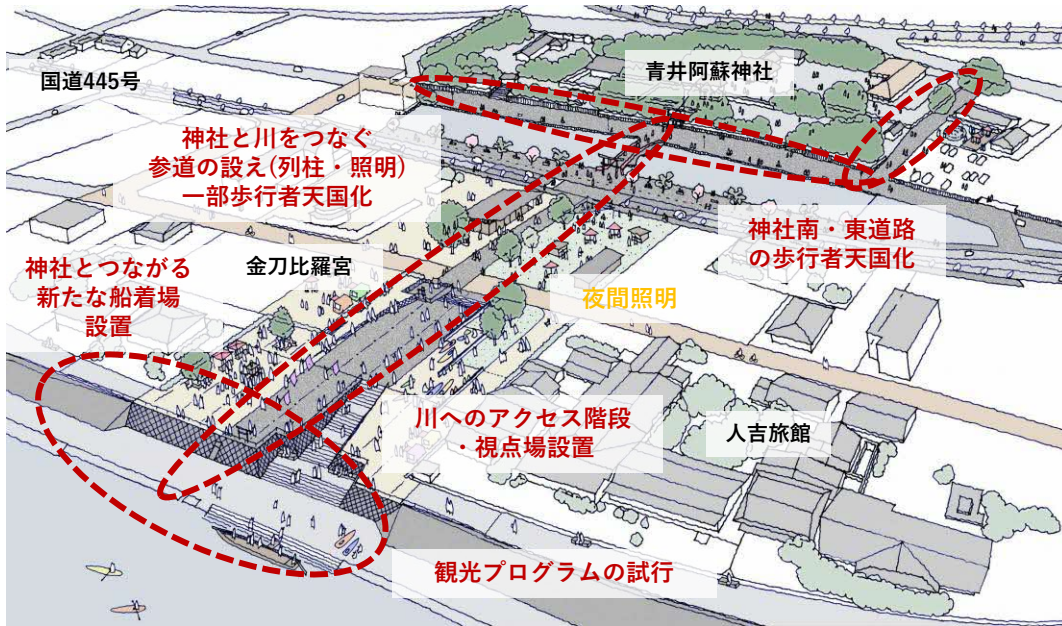 国道445号
青井阿蘇神社
神社と川をつなぐ
参道の設え(列柱・照明)
一部歩行者天国化
神社南・東道路
の歩行者天国化
神社とつながる
新たな船着場
設置
金刀比羅宮
夜間照明
川へのアクセス階段
・視点場設置
人吉旅館
観光プログラムの試行